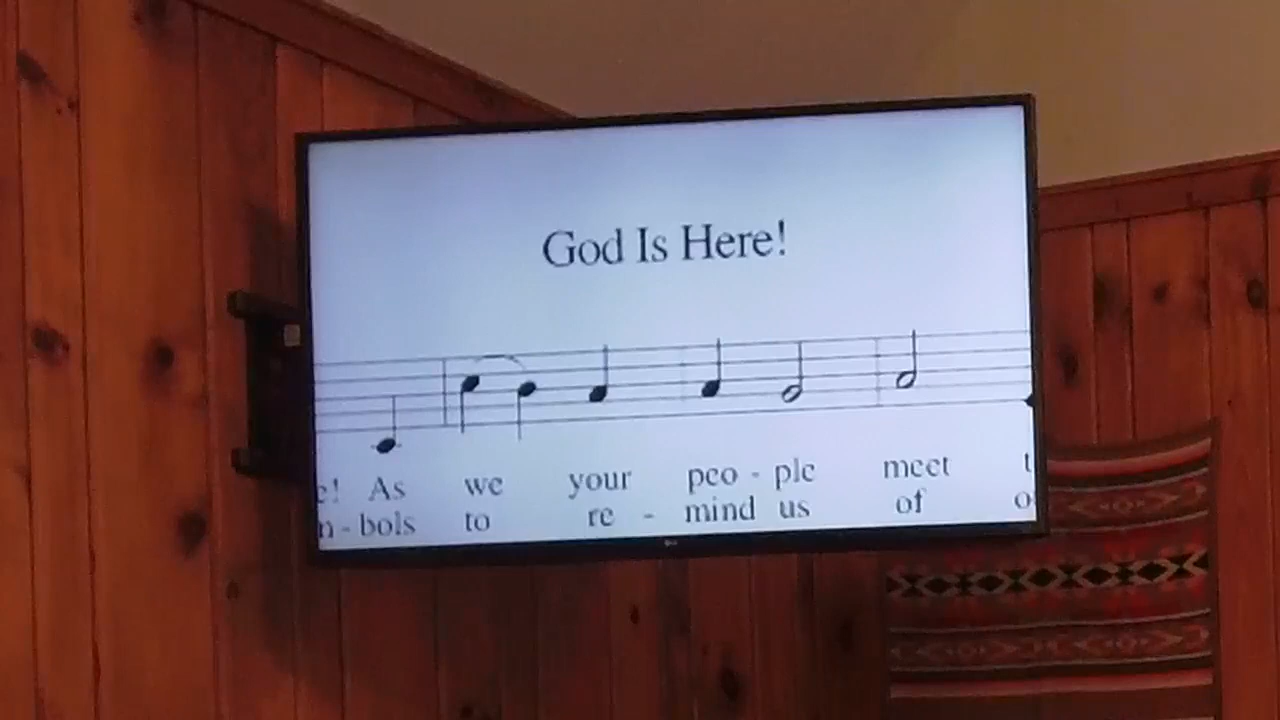 God Is Here!
e! As we your peo - ple meet t
n - bols to re - mind us of o